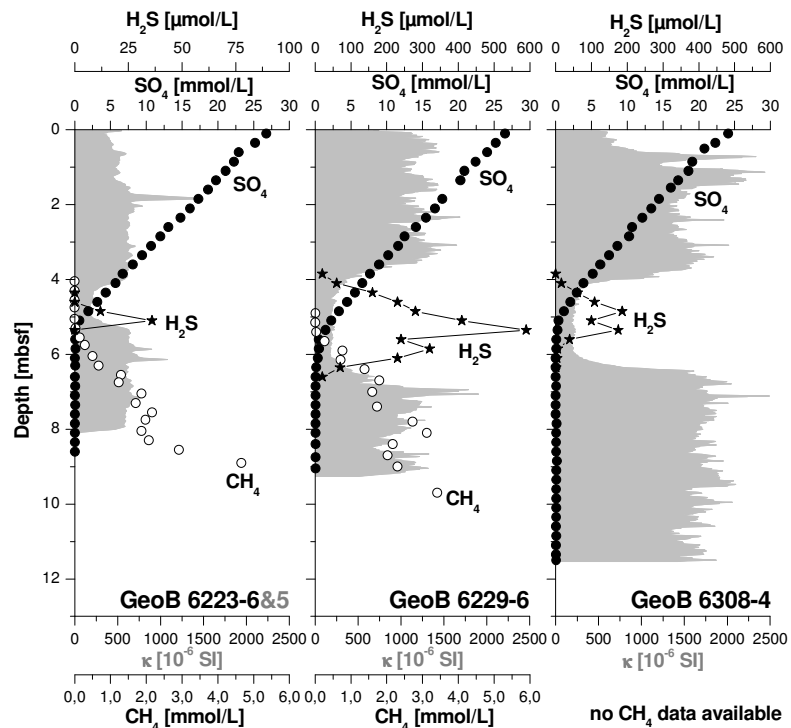 H₂S [µmol/L] H₂S [µmol/L] H₂S [µmol/L]
0 25 50 75 100 0 100 200 300 400 500 600 0 100 200 300 400 500 600
SO₄ [mmol/L] SO₄ [mmol/L] SO₄ [mmol/L]
0 5 10 15 20 25 30 0 5 10 15 20 25 30 0 5 10 15 20 25 30
0
SO₄ SO₄ SO₄
2
4
H₂S H₂S H₂S
6
Depth [mbsf]
8
CH₄ CH₄
10
12
GeoB 6223-6&5 GeoB 6229-6 GeoB 6308-4
0 500 1000 1500 2000 2500 0 500 1000 1500 2000 2500 0 500 1000 1500 2000 2500
κ [10⁻⁶ SI] κ [10⁻⁶ SI] κ [10⁻⁶ SI]
0,0 1,0 2,0 3,0 4,0 5,0 6,0 0,0 1,0 2,0 3,0 4,0 5,0 6,0
CH₄ [mmol/L] CH₄ [mmol/L] no CH₄ data available